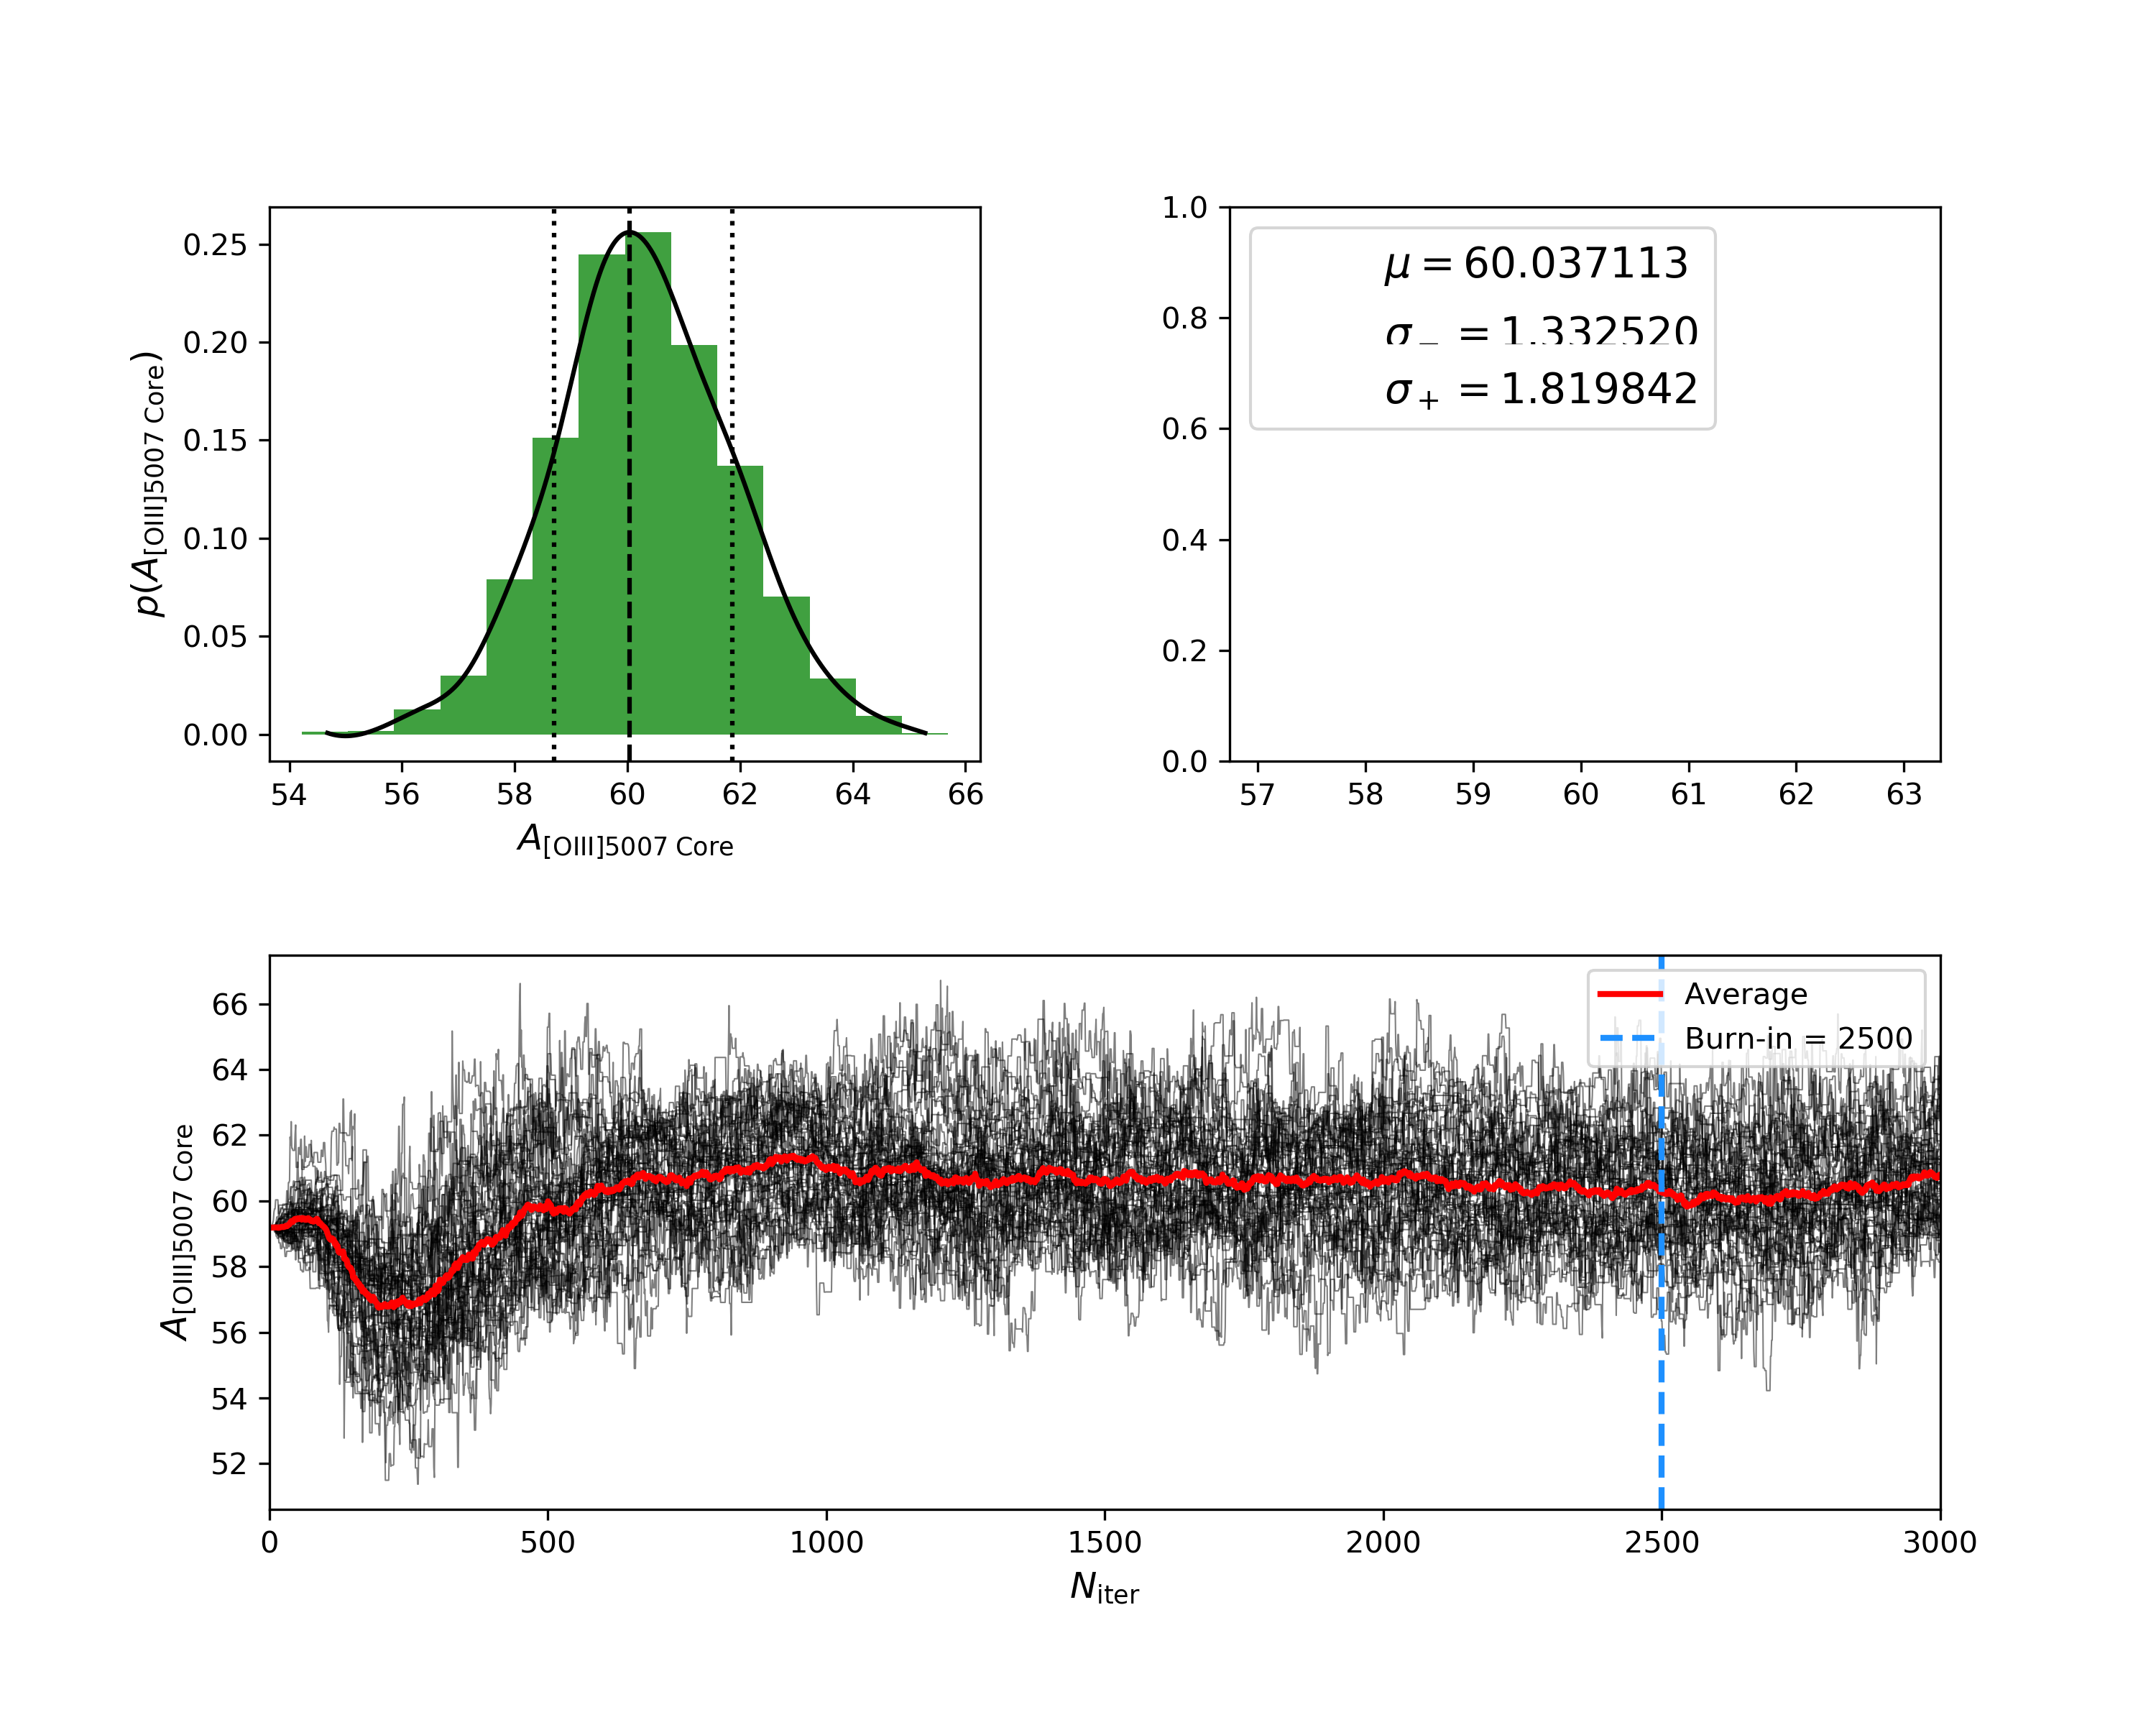 0.25
0.20
0.15
0.10
0.05
0.00
p(A[OIII]5007 Core)
54 56 58 60 62 64 66
A[OIII]5007 Core
1.0
0.8
0.6
0.4
0.2
0.0
μ = 60.037113
σ− = 1.332520
σ+ = 1.819842
57 58 59 60 61 62 63
66
64
62
60
58
56
54
52
A[OIII]5007 Core
Average
Burn-in = 2500
0 500 1000 1500 2000 2500 3000
Niter